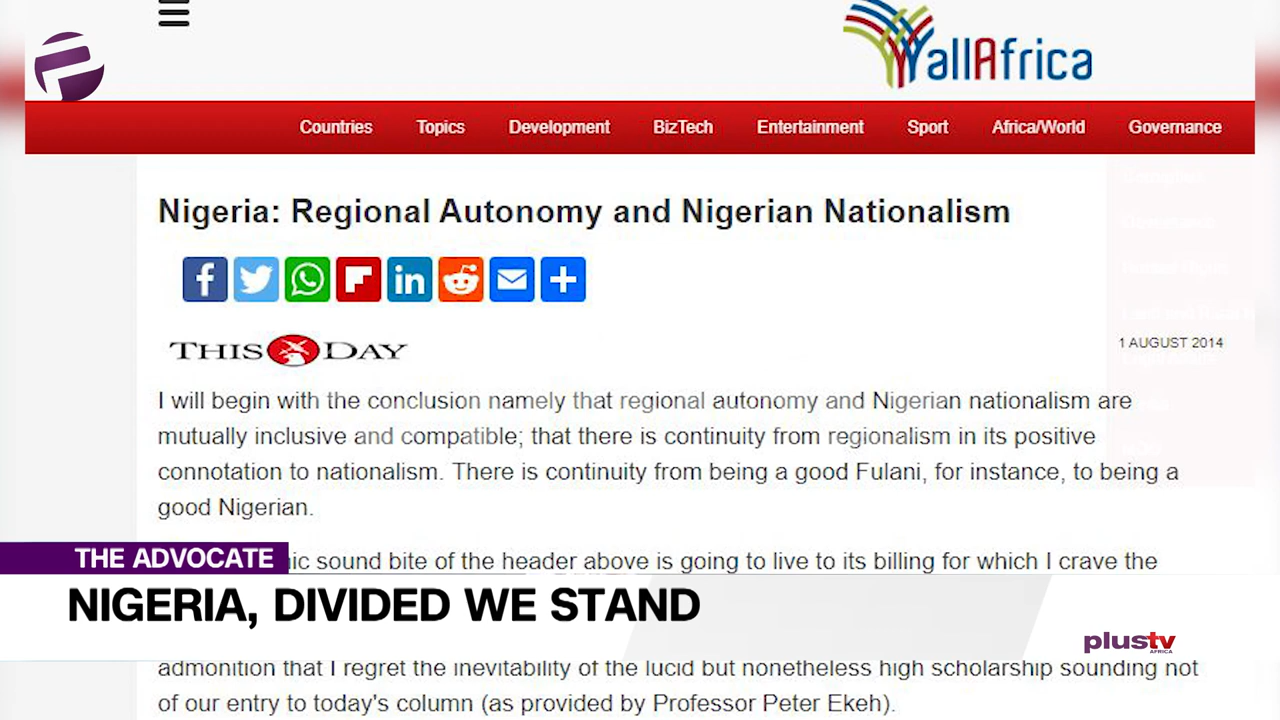 allAfrica
Countries Topics Development BizTech Entertainment Sport Africa/World Governance
Nigeria: Regional Autonomy and Nigerian Nationalism
THISDAY
1 AUGUST 2014
I will begin with the conclusion namely that regional autonomy and Nigerian nationalism are
mutually inclusive and compatible; that there is continuity from regionalism in its positive
connotation to nationalism. There is continuity from being a good Fulani, for instance, to being a
good Nigerian.
THE ADVOCATE
sound bite of the header above is going to live to its billing for which I crave the
NIGERIA, DIVIDED WE STAND
plustv
AFRICA
admonition that I regret the inevitability of the lucid but nonetheless high scholarship sounding not
of our entry to today's column (as provided by Professor Peter Ekeh).